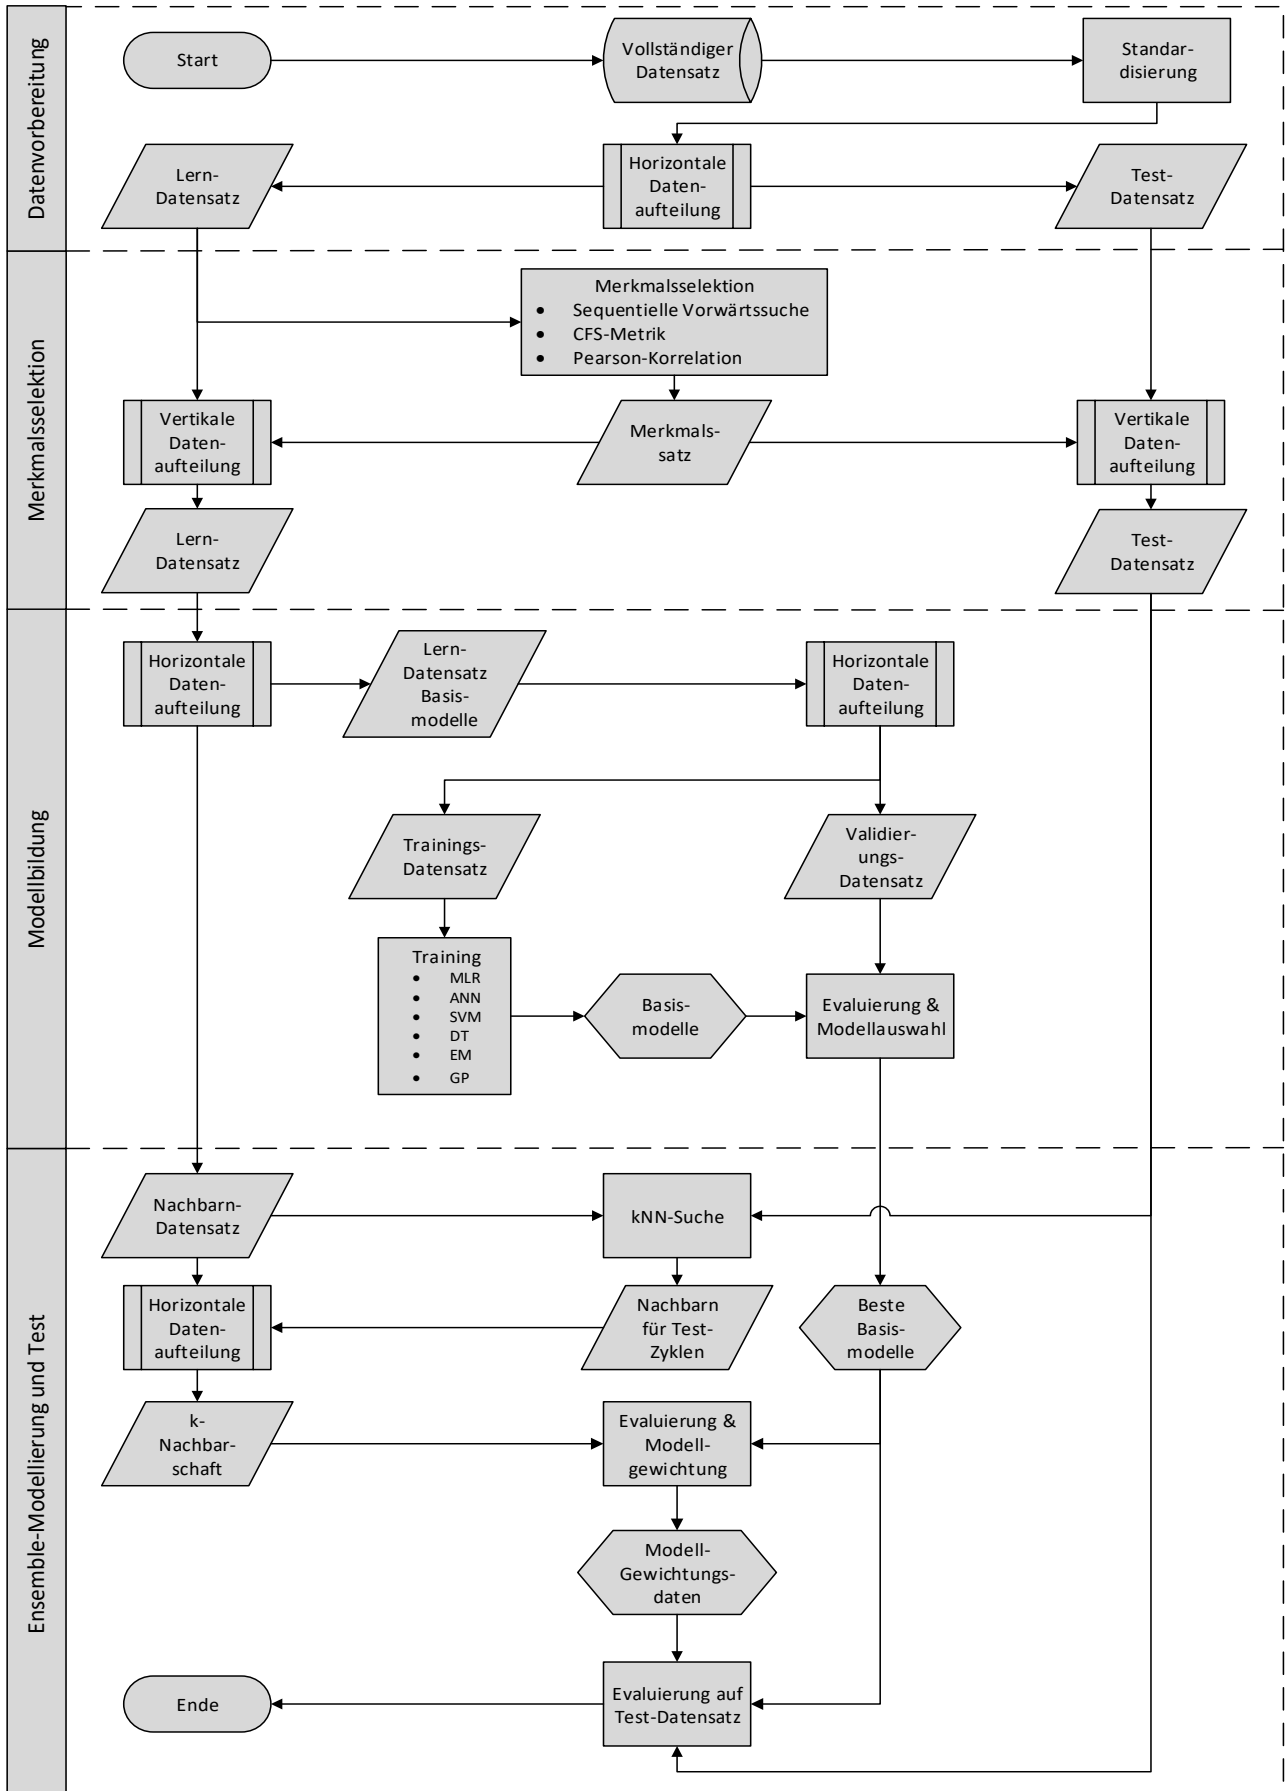 Datenvorbereitung
Start
Vollständiger
Datensatz
Standar-
disierung
Lern-
Datensatz
Horizontale
Daten-
aufteilung
Test-
Datensatz
Merkmalsselektion
Merkmalsselektion
• Sequentielle Vorwärtssuche
• CFS-Metrik
• Pearson-Korrelation
Vertikale
Daten-
aufteilung
Merkmals-
satz
Vertikale
Daten-
aufteilung
Lern-
Datensatz
Test-
Datensatz
Modellbildung
Horizontale
Daten-
aufteilung
Lern-
Datensatz
Basis-
modelle
Horizontale
Daten-
aufteilung
Trainings-
Datensatz
Validier-
ungs-
Datensatz
Training
• MLR
• ANN
• SVM
• DT
• EM
• GP
Basis-
modelle
Evaluierung &
Modellauswahl
Ensemble-Modellierung und Test
Nachbarn-
Datensatz
kNN-Suche
Horizontale
Daten-
aufteilung
Nachbarn
für Test-
Zyklen
Beste
Basis-
modelle
k-
Nachbar-
schaft
Evaluierung &
Modell-
gewichtung
Modell-
Gewichtungs-
daten
Ende
Evaluierung auf
Test-Datensatz